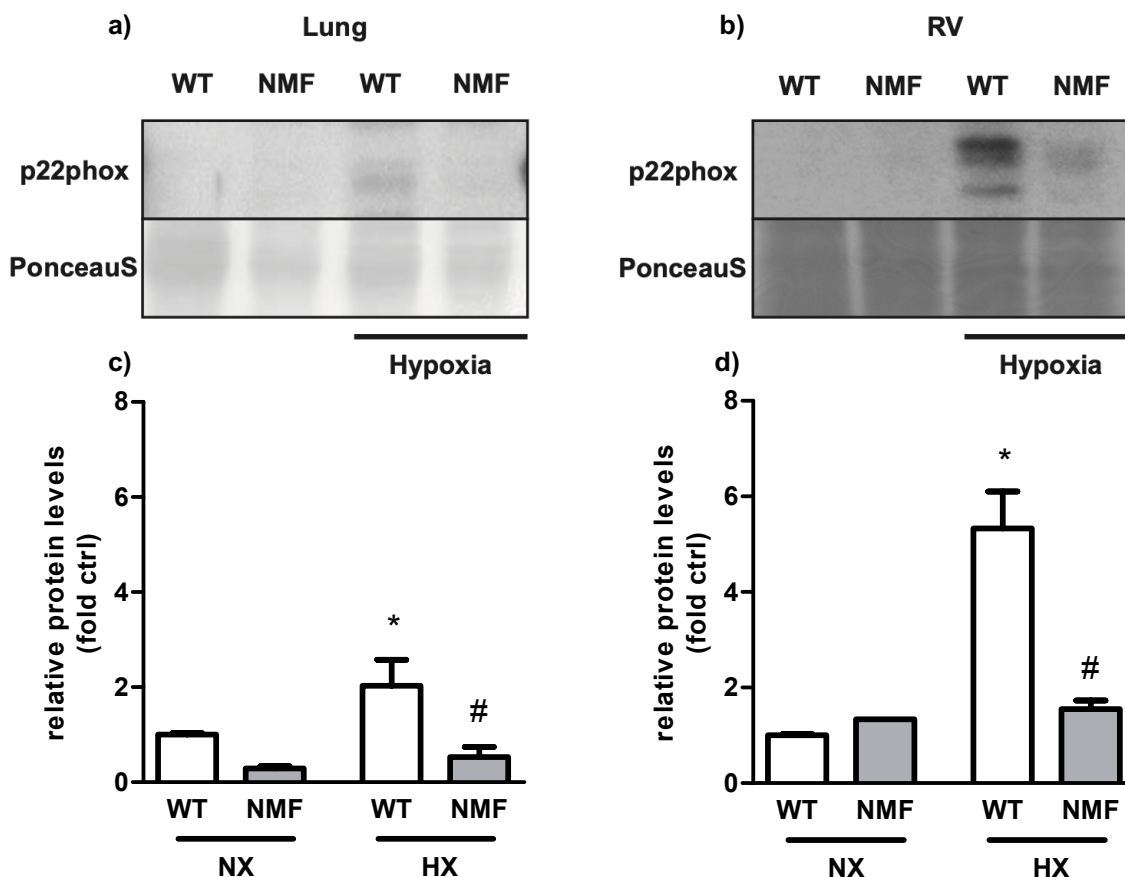 a) Lung
WT NMF WT NMF
p22phox
PonceauS
Hypoxia
b) RV
WT NMF WT NMF
p22phox
PonceauS
Hypoxia
c)
relative protein levels
(fold ctrl)
8
6
4
2
0
*
#
WT NMF WT NMF
NX HX
d)
relative protein levels
(fold ctrl)
8
6
4
2
0
*
#
WT NMF WT NMF
NX HX